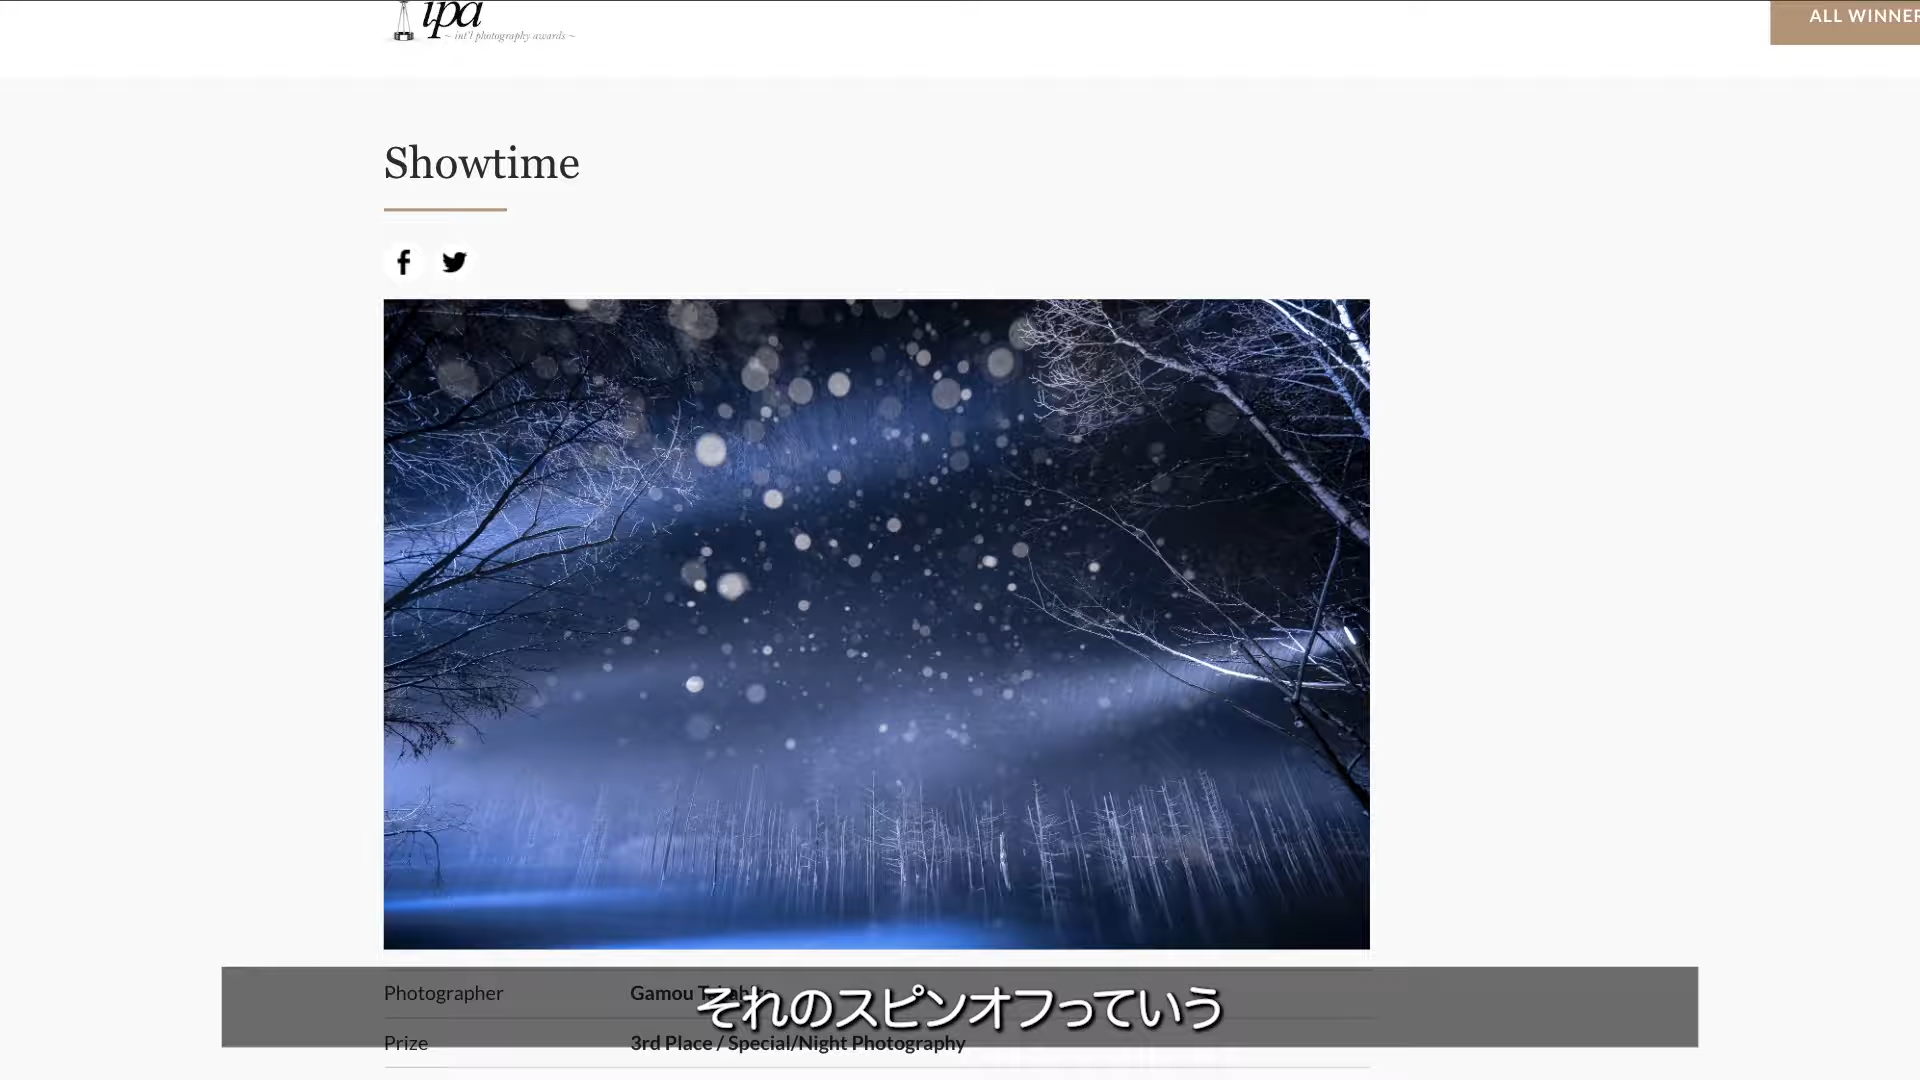 ipa
~ int'l photography awards ~
ALL WINNER
Showtime
Photographer
Gamou
Prize
3rd Place / Special/Night Photography
それのスピンオフっていう